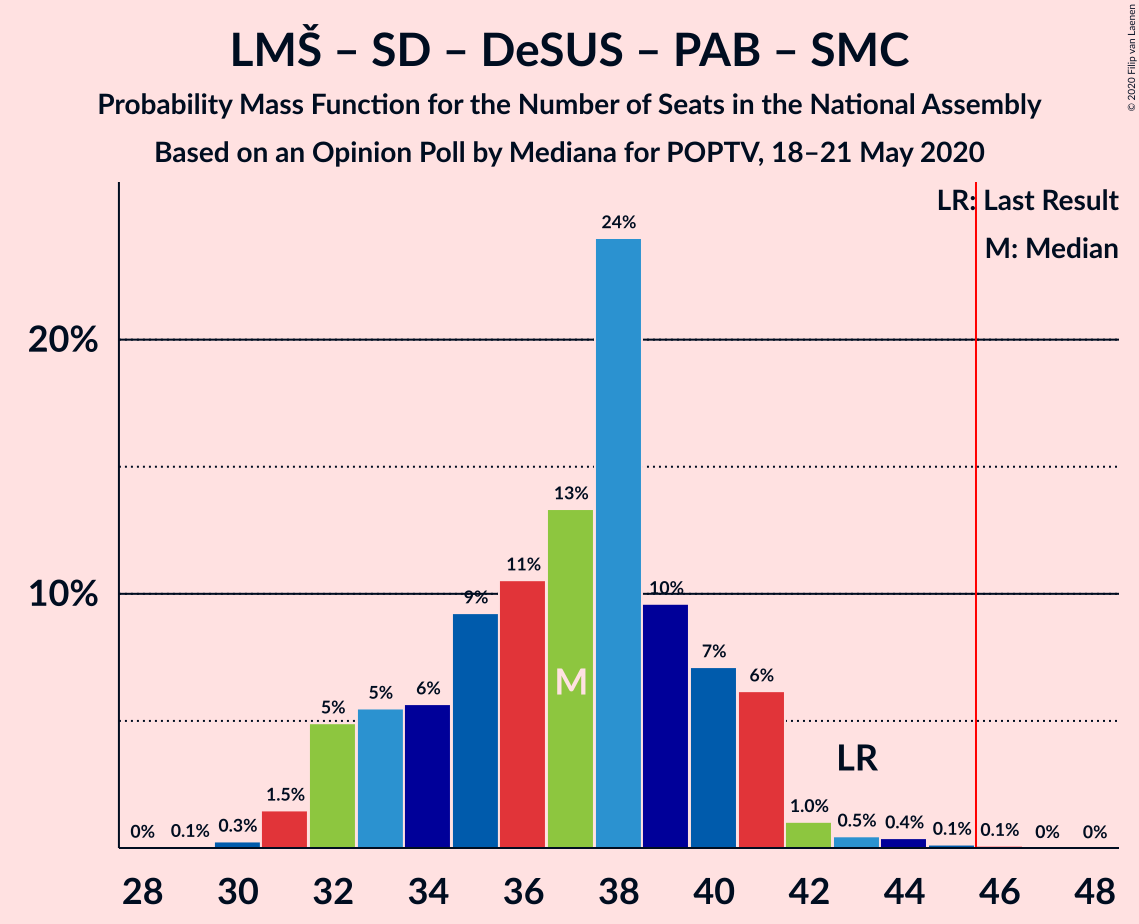 LMŠ – SD – DeSUS – PAB – SMC
Probability Mass Function for the Number of Seats in the National Assembly
Based on an Opinion Poll by Mediana for POPTV, 18–21 May 2020
© 2020 Filip van Laenen
LR: Last Result
M: Median
20%
10%
0%
0.1%
0.3%
1.5%
5%
5%
6%
9%
11%
13%
24%
10%
7%
6%
1.0%
0.5%
0.4%
0.1%
0.1%
0%
0%
M
LR
28 30 32 34 36 38 40 42 44 46 48